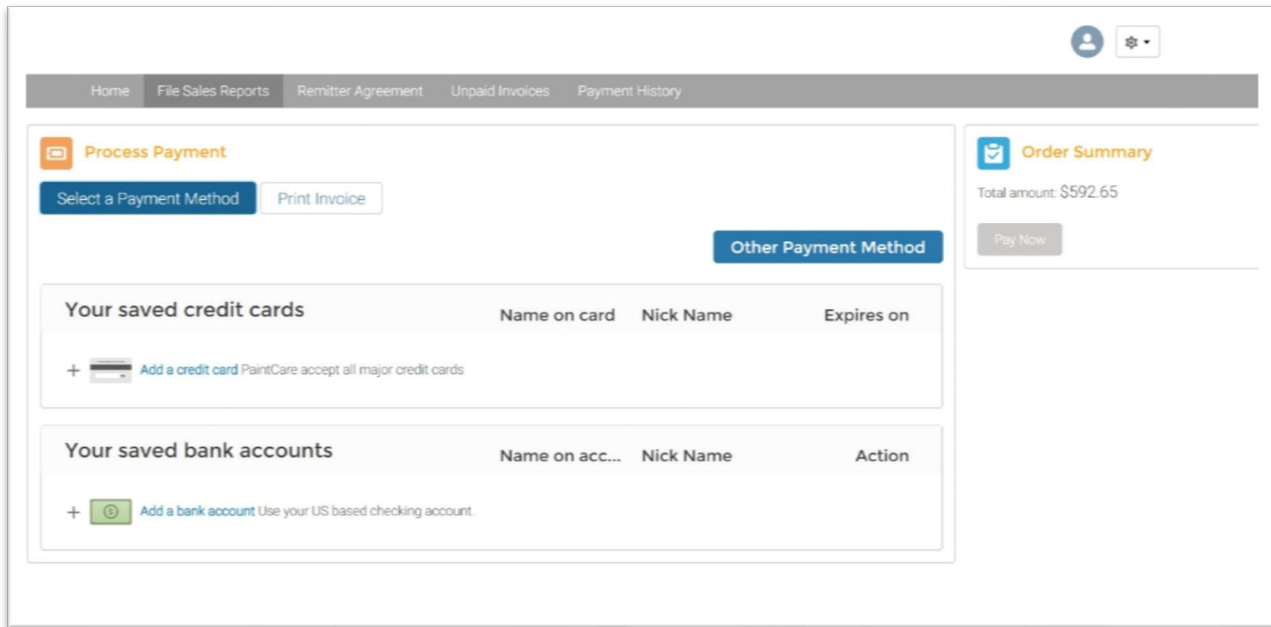 Home File Sales Reports Remitter Agreement Unpaid Invoices Payment History
Process Payment
Select a Payment Method Print Invoice
Other Payment Method
Your saved credit cards Name on card Nick Name Expires on
Add a credit card PaintCare accept all major credit cards
Your saved bank accounts Name on acc... Nick Name Action
Add a bank account Use your US based checking account.
Order Summary
Total amount: $592.65
Pay Now